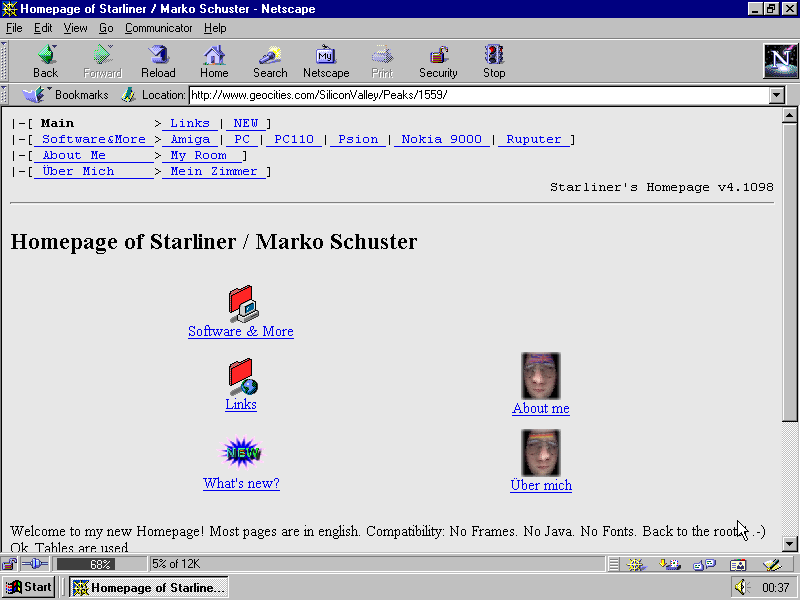 Homepage of Starliner / Marko Schuster - Netscape
File Edit View Go Communicator Help
Back Forward Reload Home Search Netscape Print Security Stop
My
N
Bookmarks Location: http://www.geocities.com/SiliconValley/Peaks/1559/
|-[ Main > Links | NEW ]
|-[ Software&More > Amiga | PC | PC110 | Psion | Nokia 9000 | Ruputer ]
|-[ About Me > My Room ]
|-[ Über Mich > Mein Zimmer ]
Starliner's Homepage v4.1098
Homepage of Starliner / Marko Schuster
Software & More
Links
About me
NEW
What's new?
Über mich
Welcome to my new Homepage! Most pages are in english. Compatibility: No Frames. No Java. No Fonts. Back to the roots .-)
Ok. Tables are used
68% 5% of 12K
Start Homepage of Starline... 00:37